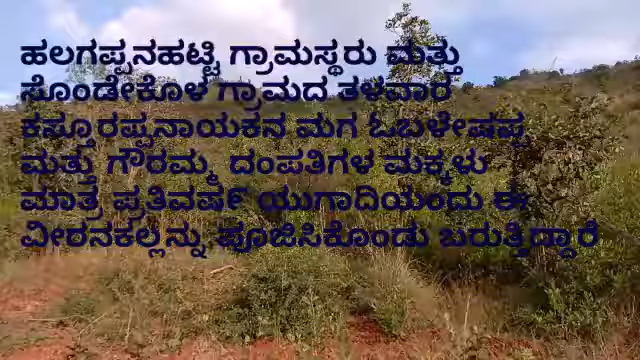 ಹಲಗಪ್ಪನಹಟ್ಟಿ ಗ್ರಾಮಸ್ಥರು ಮತ್ತು
ಸೊಂಡೇಕೊಳ ಗ್ರಾಮದ ತಳವಾರ
ಕಸ್ತೂರಪ್ಪನಾಯಕನ ಮಗ ಓಬಳೇಷಪ್ಪ
ಮತ್ತು ಗೌರಮ್ಮ ದಂಪತಿಗಳ ಮಕ್ಕಳು
ಮಾತ್ರ ಪ್ರತಿವರ್ಷ ಯುಗಾದಿಯಂದು ಈ
ವೀರನಕಲ್ಲನ್ನು ಪೂಜಿಸಿಕೊಂಡು ಬರುತ್ತಿದ್ದಾರೆ